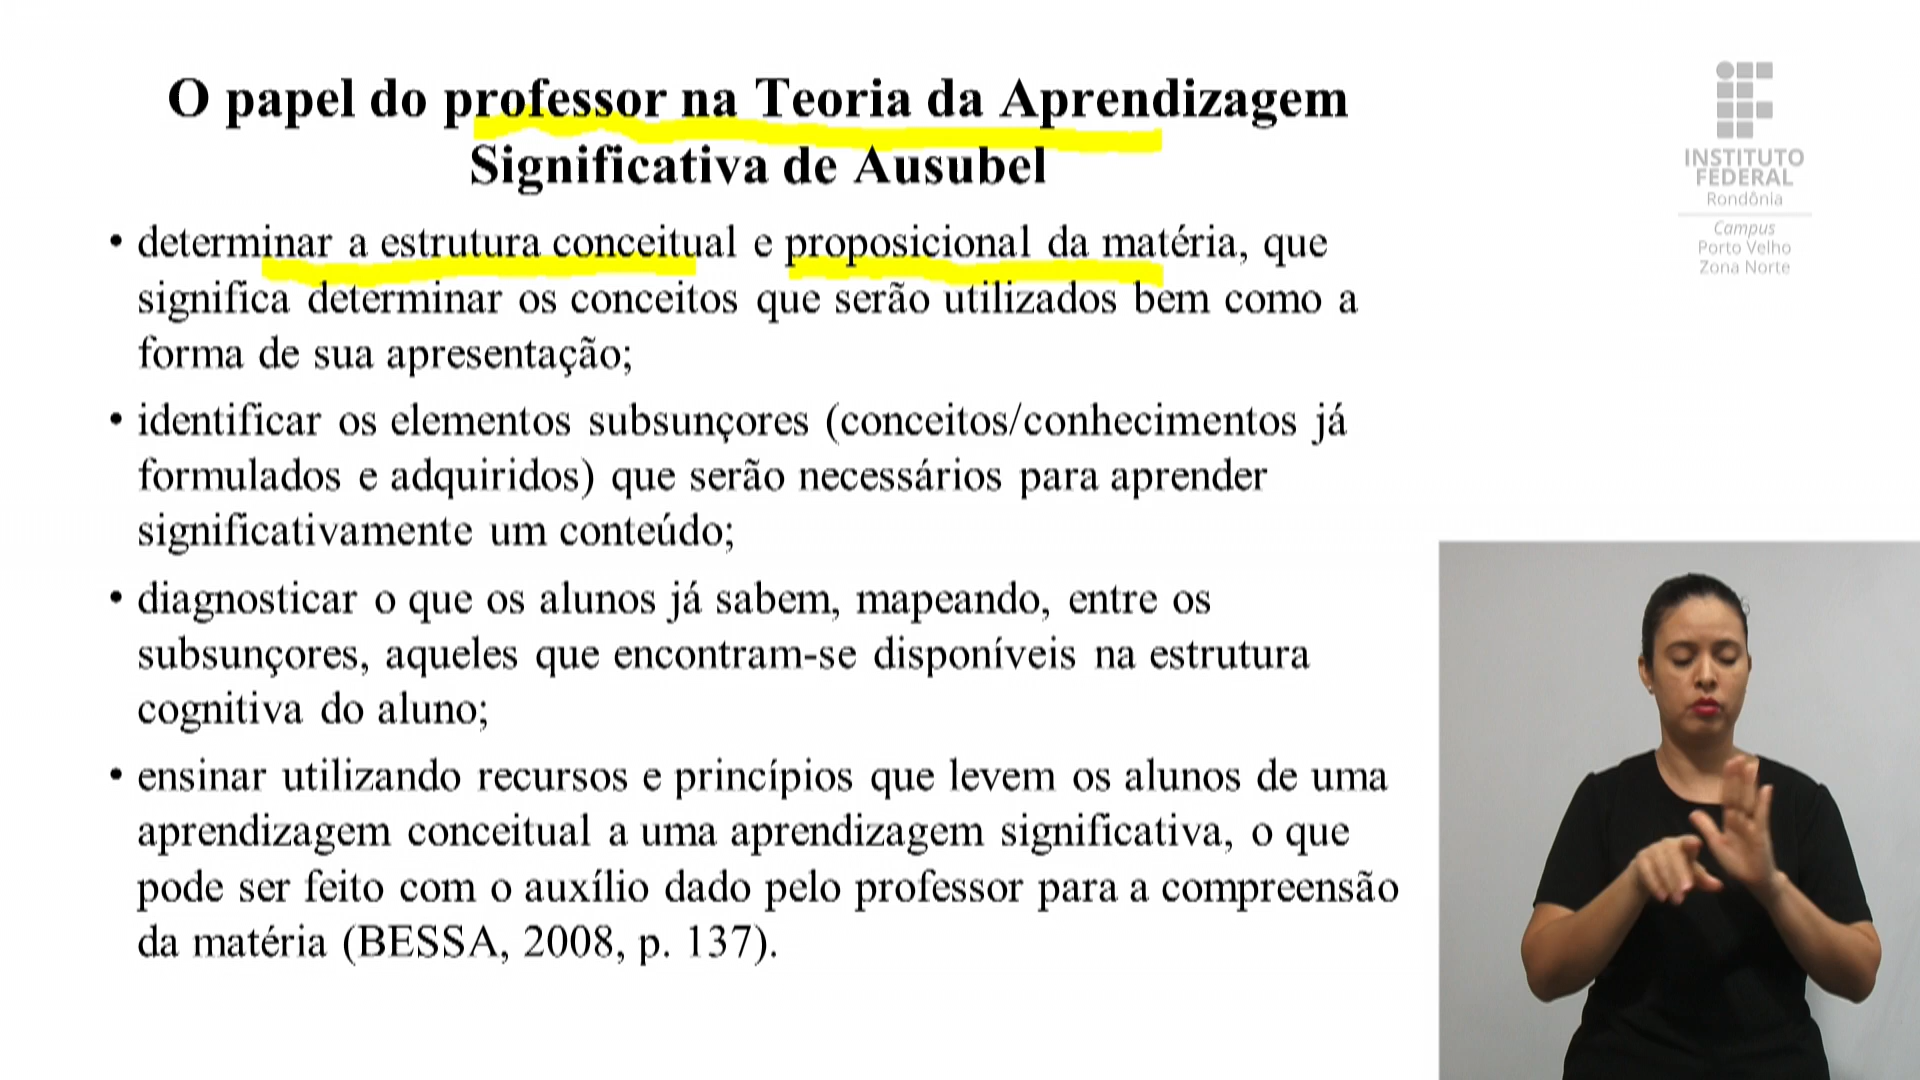 O papel do professor na Teoria da Aprendizagem
Significativa de Ausubel
• determinar a estrutura conceitual e proposicional da matéria, que
significa determinar os conceitos que serão utilizados bem como a
forma de sua apresentação;
• identificar os elementos subsunçores (conceitos/conhecimentos já
formulados e adquiridos) que serão necessários para aprender
significativamente um conteúdo;
• diagnosticar o que os alunos já sabem, mapeando, entre os
subsunçores, aqueles que encontram-se disponíveis na estrutura
cognitiva do aluno;
• ensinar utilizando recursos e princípios que levem os alunos de uma
aprendizagem conceitual a uma aprendizagem significativa, o que
pode ser feito com o auxílio dado pelo professor para a compreensão
da matéria (BESSA, 2008, p. 137).
INSTITUTO
FEDERAL
Rondônia
Campus
Porto Velho
Zona Norte